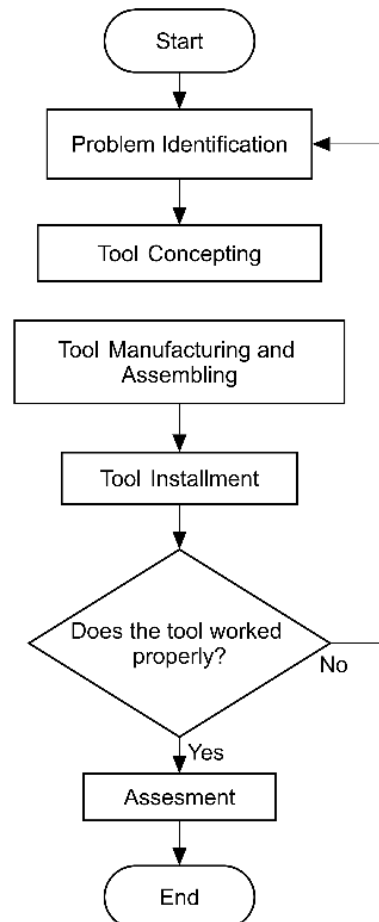 Start
Problem Identification
Tool Concepting
Tool Manufacturing and
Assembling
Tool Installment
Does the tool worked
properly?
No
Yes
Assesment
End